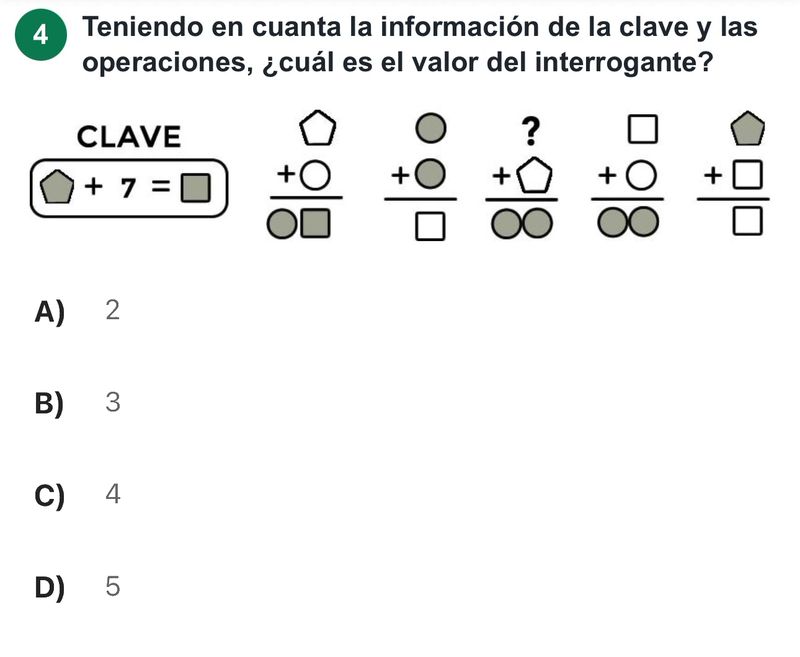 4 Teniendo en cuanta la información de la clave y las
operaciones, ¿cuál es el valor del interrogante?
CLAVE
+ 7 =
?
+ + + + +
A) 2
B) 3
C) 4
D) 5